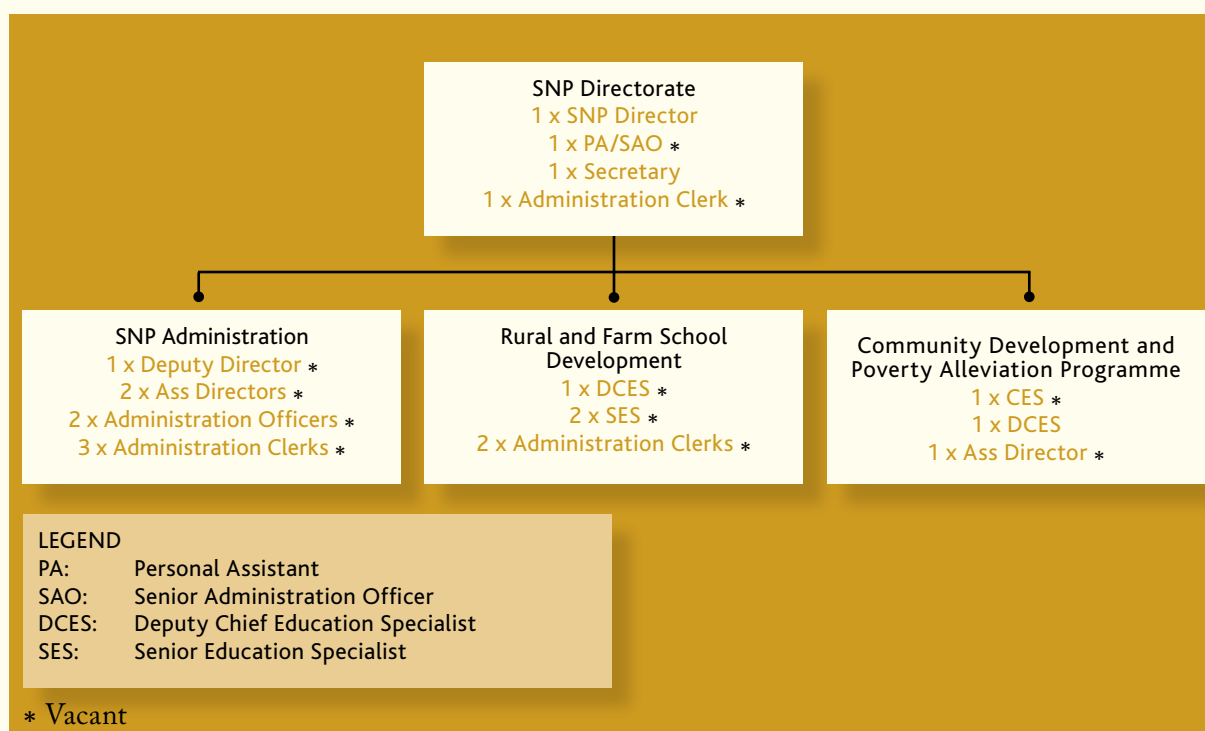 SNP Directorate
1 x SNP Director
1 x PA/SAO *
1 x Secretary
1 x Administration Clerk *
SNP Administration
1 x Deputy Director *
2 x Ass Directors *
2 x Administration Officers *
3 x Administration Clerks *
Rural and Farm School
Development
1 x DCES *
2 x SES *
2 x Administration Clerks *
Community Development and
Poverty Alleviation Programme
1 x CES *
1 x DCES
1 x Ass Director *
LEGEND
PA: Personal Assistant
SAO: Senior Administration Officer
DCES: Deputy Chief Education Specialist
SES: Senior Education Specialist
* Vacant